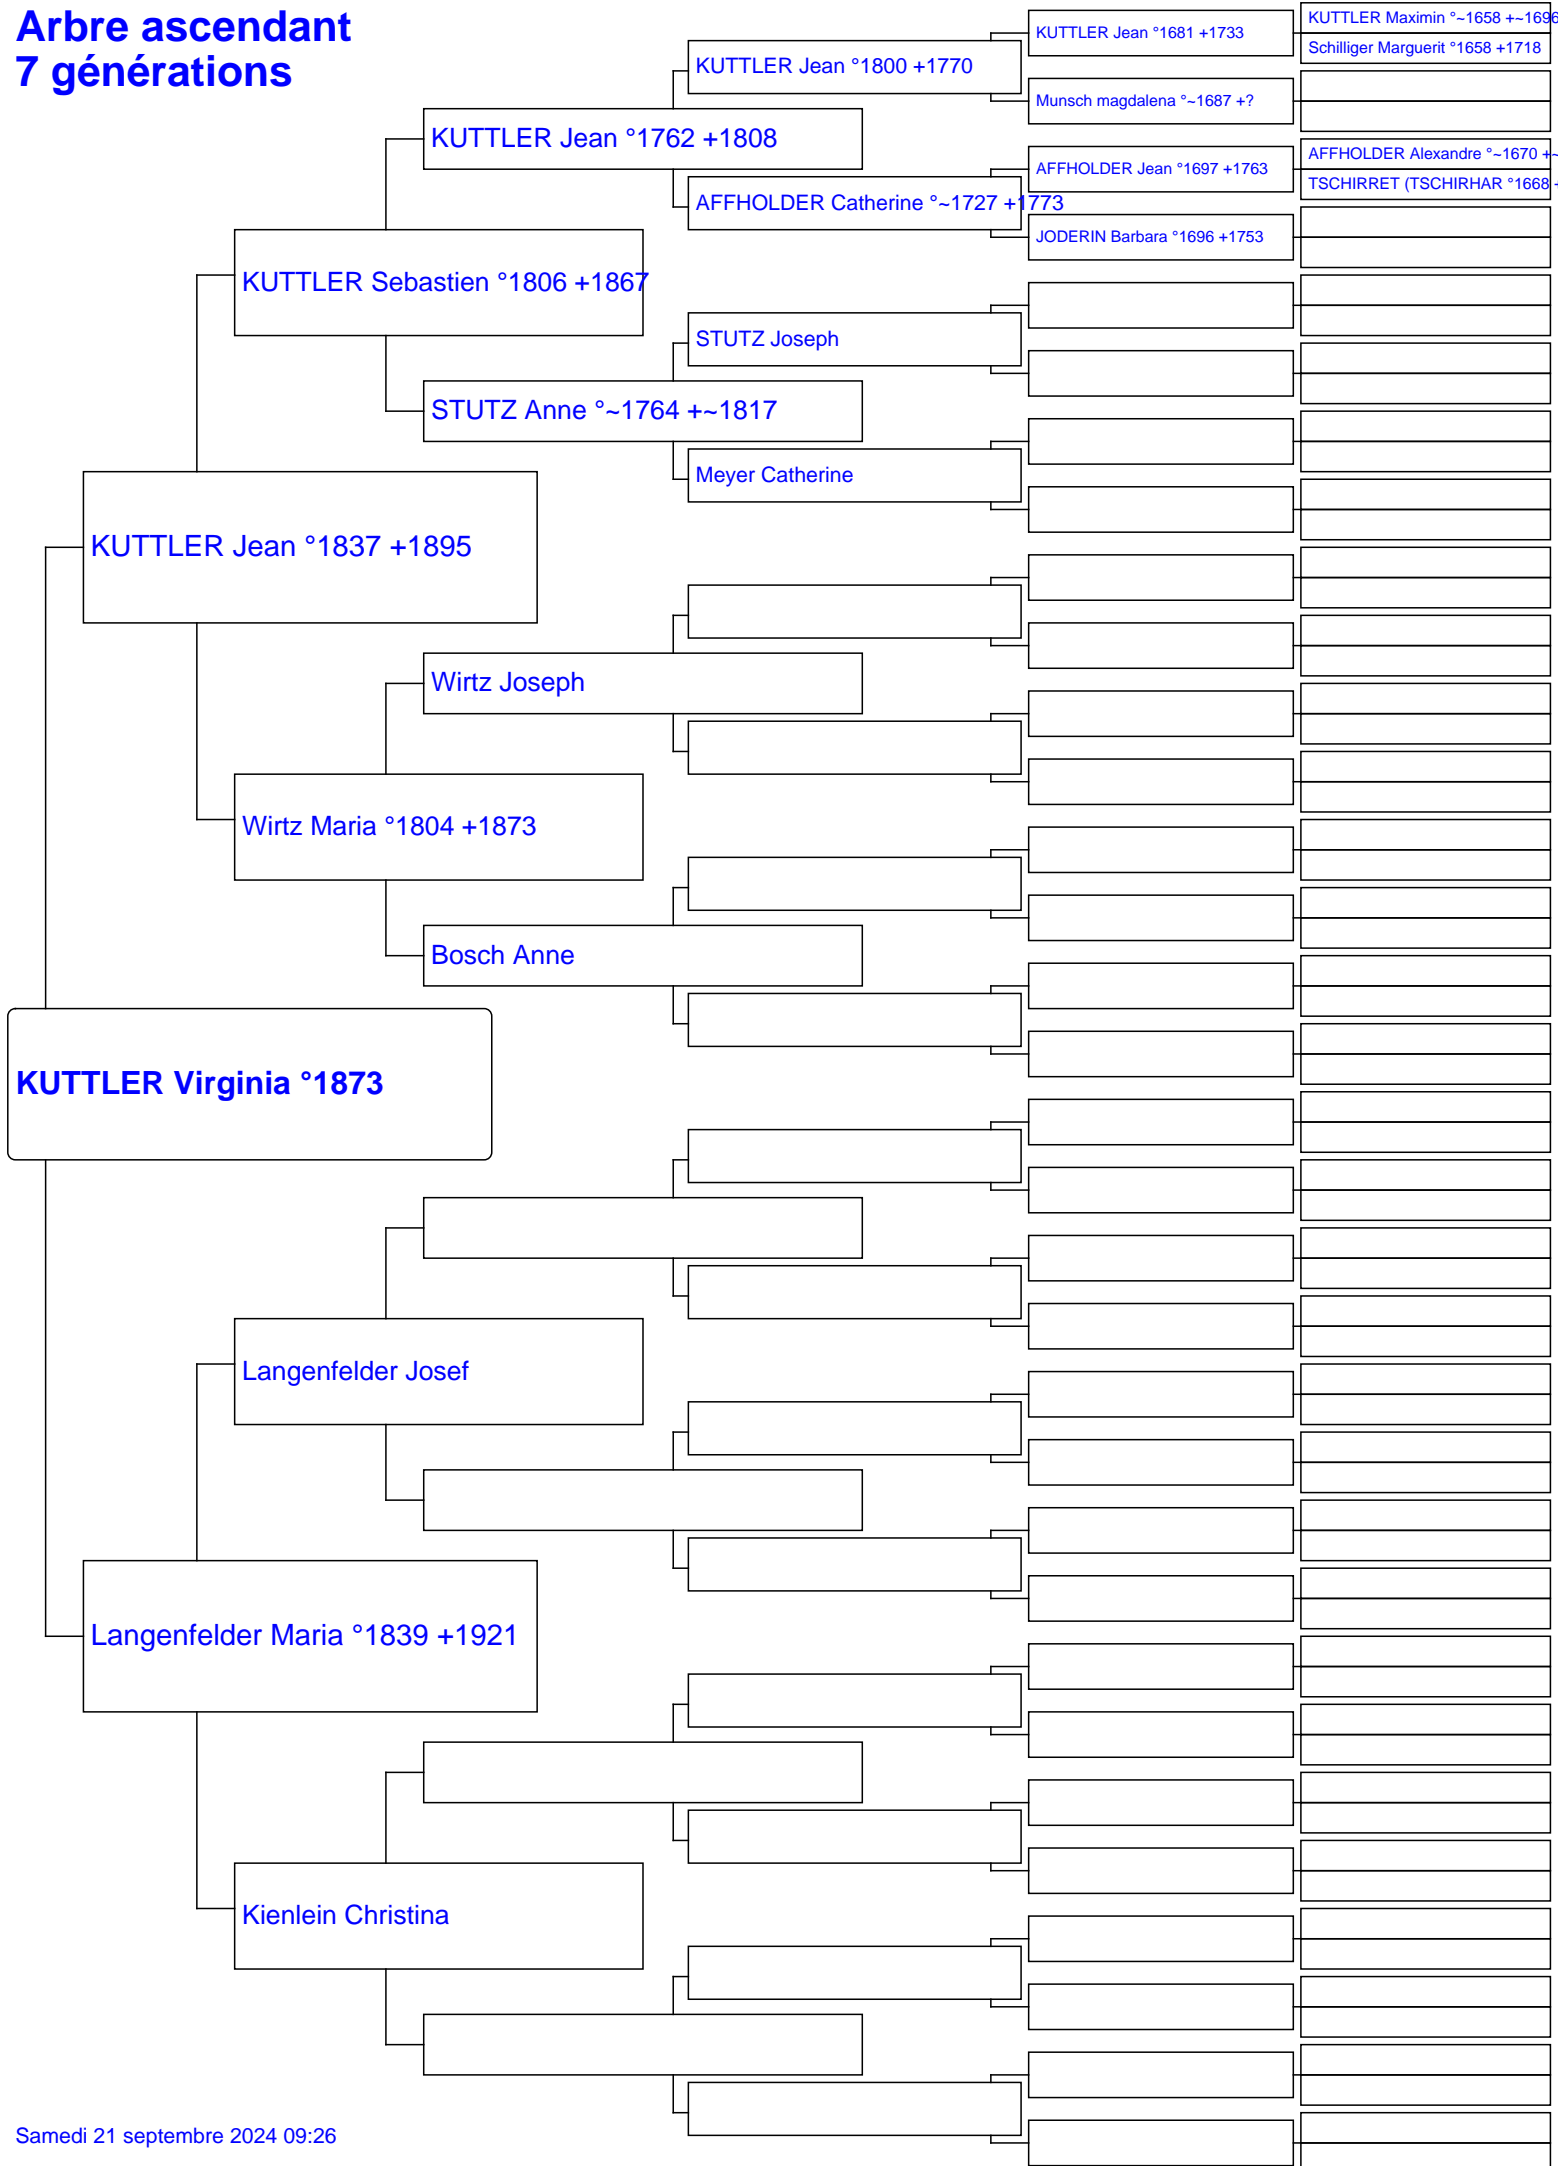 Arbre ascendant
7 générations
KUTTLER Maximin °~1658 +~1696
KUTTLER Jean °1681 +1733
Schilliger Marguerit °1658 +1718
KUTTLER Jean °1800 +1770
Munsch magdalena °~1687 +?
KUTTLER Jean °1762 +1808
AFFHOLDER Alexandre °~1670 +~
AFFHOLDER Jean °1697 +1763
TSCHIRRET (TSCHIRHAR °1668 +
AFFHOLDER Catherine °~1727 +1773
JODERIN Barbara °1696 +1753
KUTTLER Sebastien °1806 +1867
STUTZ Joseph
STUTZ Anne °~1764 +~1817
Meyer Catherine
KUTTLER Jean °1837 +1895
Wirtz Joseph
Wirtz Maria °1804 +1873
Bosch Anne
KUTTLER Virginia °1873
Langenfelder Josef
Langenfelder Maria °1839 +1921
Kienlein Christina
Samedi 21 septembre 2024 09:26